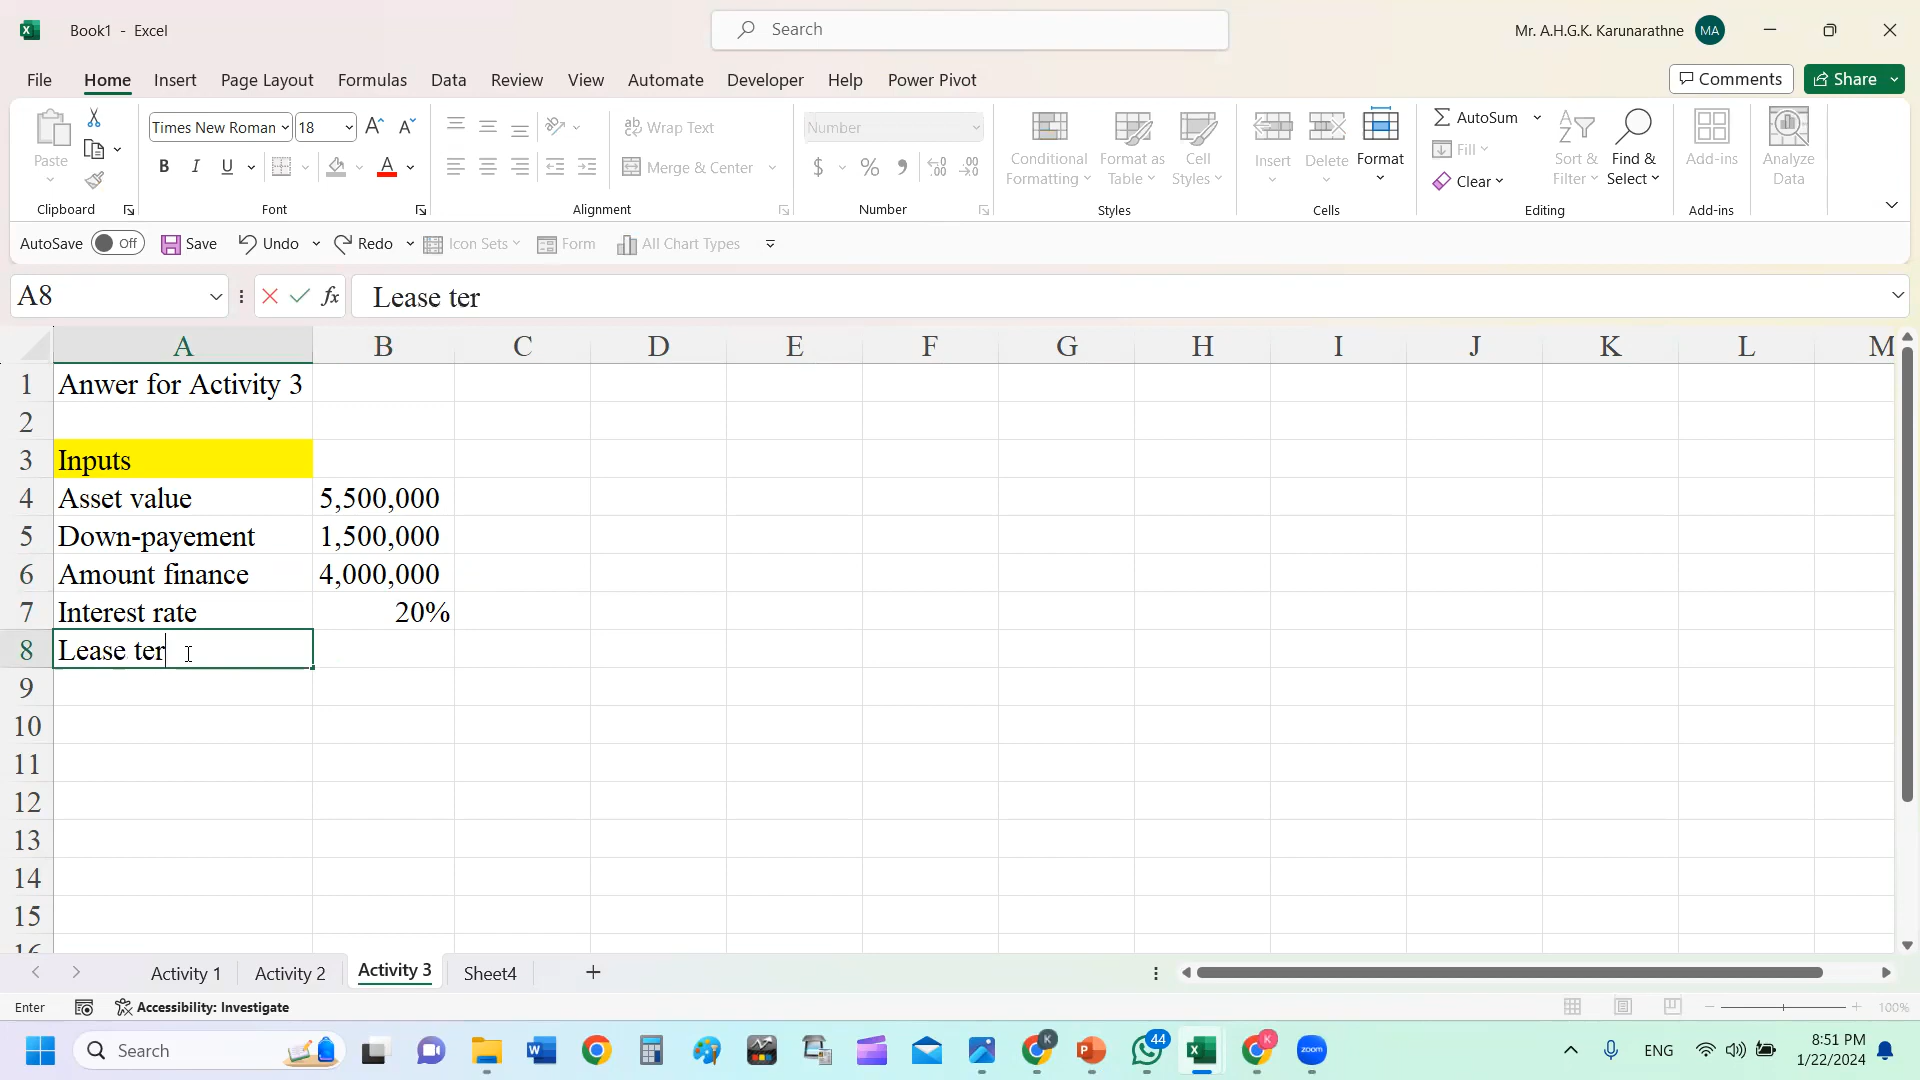 Book1 - Excel
Search
Mr. A.H.G.K. Karunarathne MA
File Home Insert Page Layout Formulas Data Review View Automate Developer Help Power Pivot
Comments Share
Paste
Clipboard
Times New Roman 18
B I U
Font
Wrap Text
Merge & Center
Alignment
Number
$ %
Number
Conditional Formatting
Format as Table
Cell Styles
Styles
Insert Delete Format
Cells
AutoSum
Fill
Clear
Sort & Filter
Find & Select
Editing
Add-ins
Add-ins
Analyze Data
AutoSave Off Save Undo Redo Icon Sets Form All Chart Types
A8 fx Lease ter
A B C D E F G H I J K L M
1 Anwer for Activity 3
2
3 Inputs
4 Asset value 5,500,000
5 Down-payement 1,500,000
6 Amount finance 4,000,000
7 Interest rate 20%
8 Lease ter
9
10
11
12
13
14
15
16
Activity 1 Activity 2 Activity 3 Sheet4
Enter Accessibility: Investigate 100%
Search
44
K
K
zoom
ENG
8:51 PM
1/22/2024